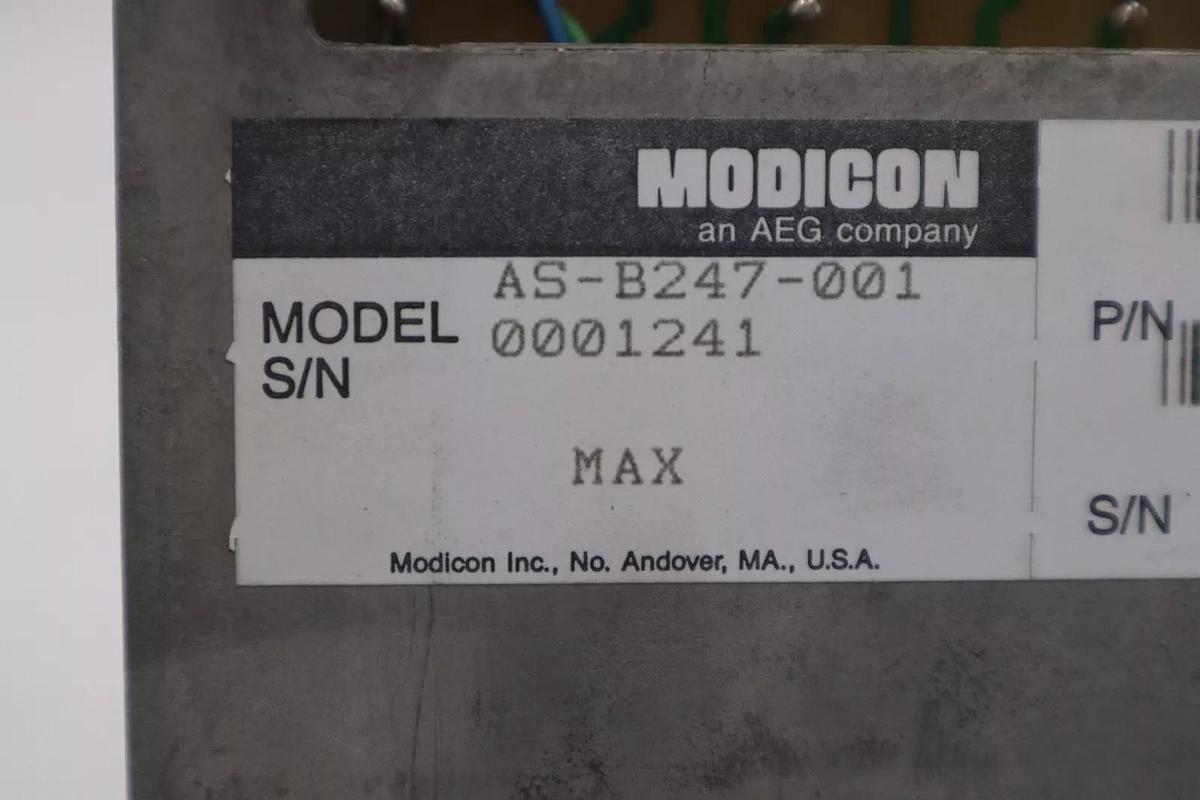 MODICON
an AEG company
MODEL AS-B247-001
S/N 0001241
MAX
Modicon Inc., No. Andover, MA., U.S.A.
P/N
S/N